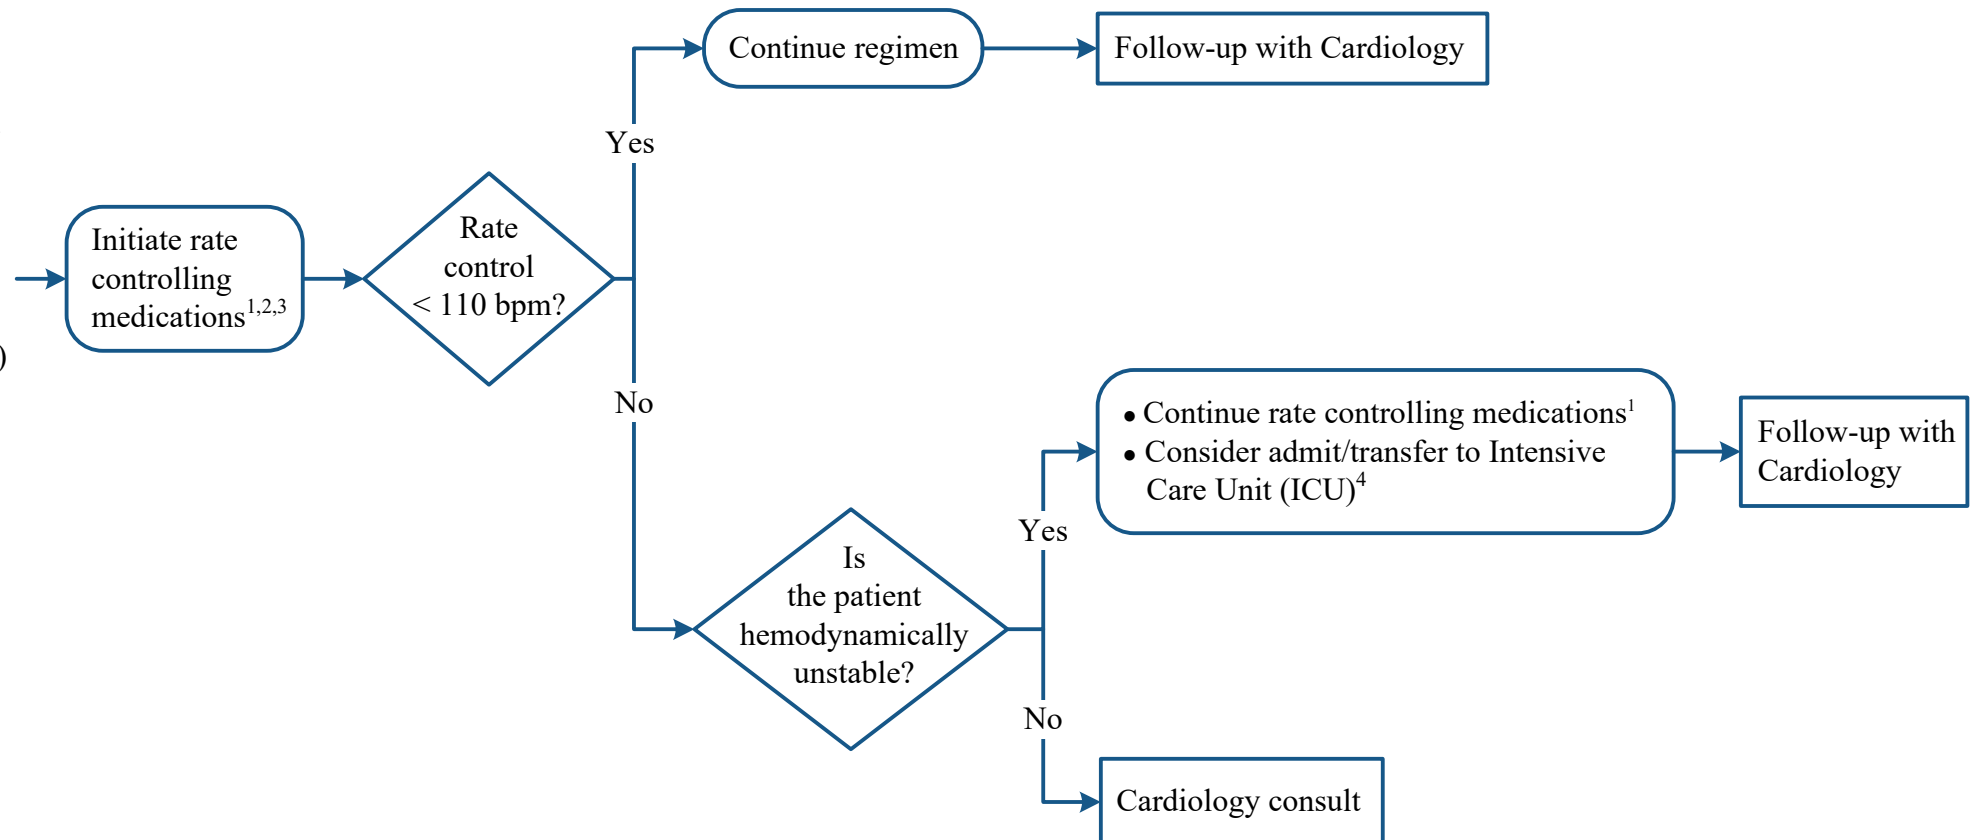 Continue regimen
Follow-up with Cardiology
Yes
Initiate rate
controlling
medications1,2,3
Rate
control
< 110 bpm?
)
No
• Continue rate controlling medications1
• Consider admit/transfer to Intensive
Care Unit (ICU)4
Follow-up with
Cardiology
Yes
Is
the patient
hemodynamically
unstable?
No
Cardiology consult